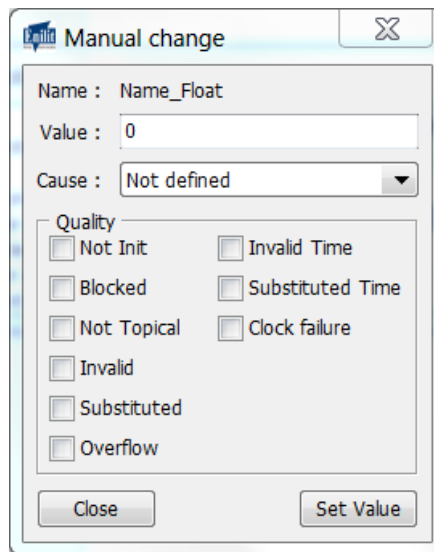 Manual change
Name : Name_Float
Value : 0
Cause : Not defined
Quality
Not Init
Invalid Time
Blocked
Substituted Time
Not Topical
Clock failure
Invalid
Substituted
Overflow
Close
Set Value